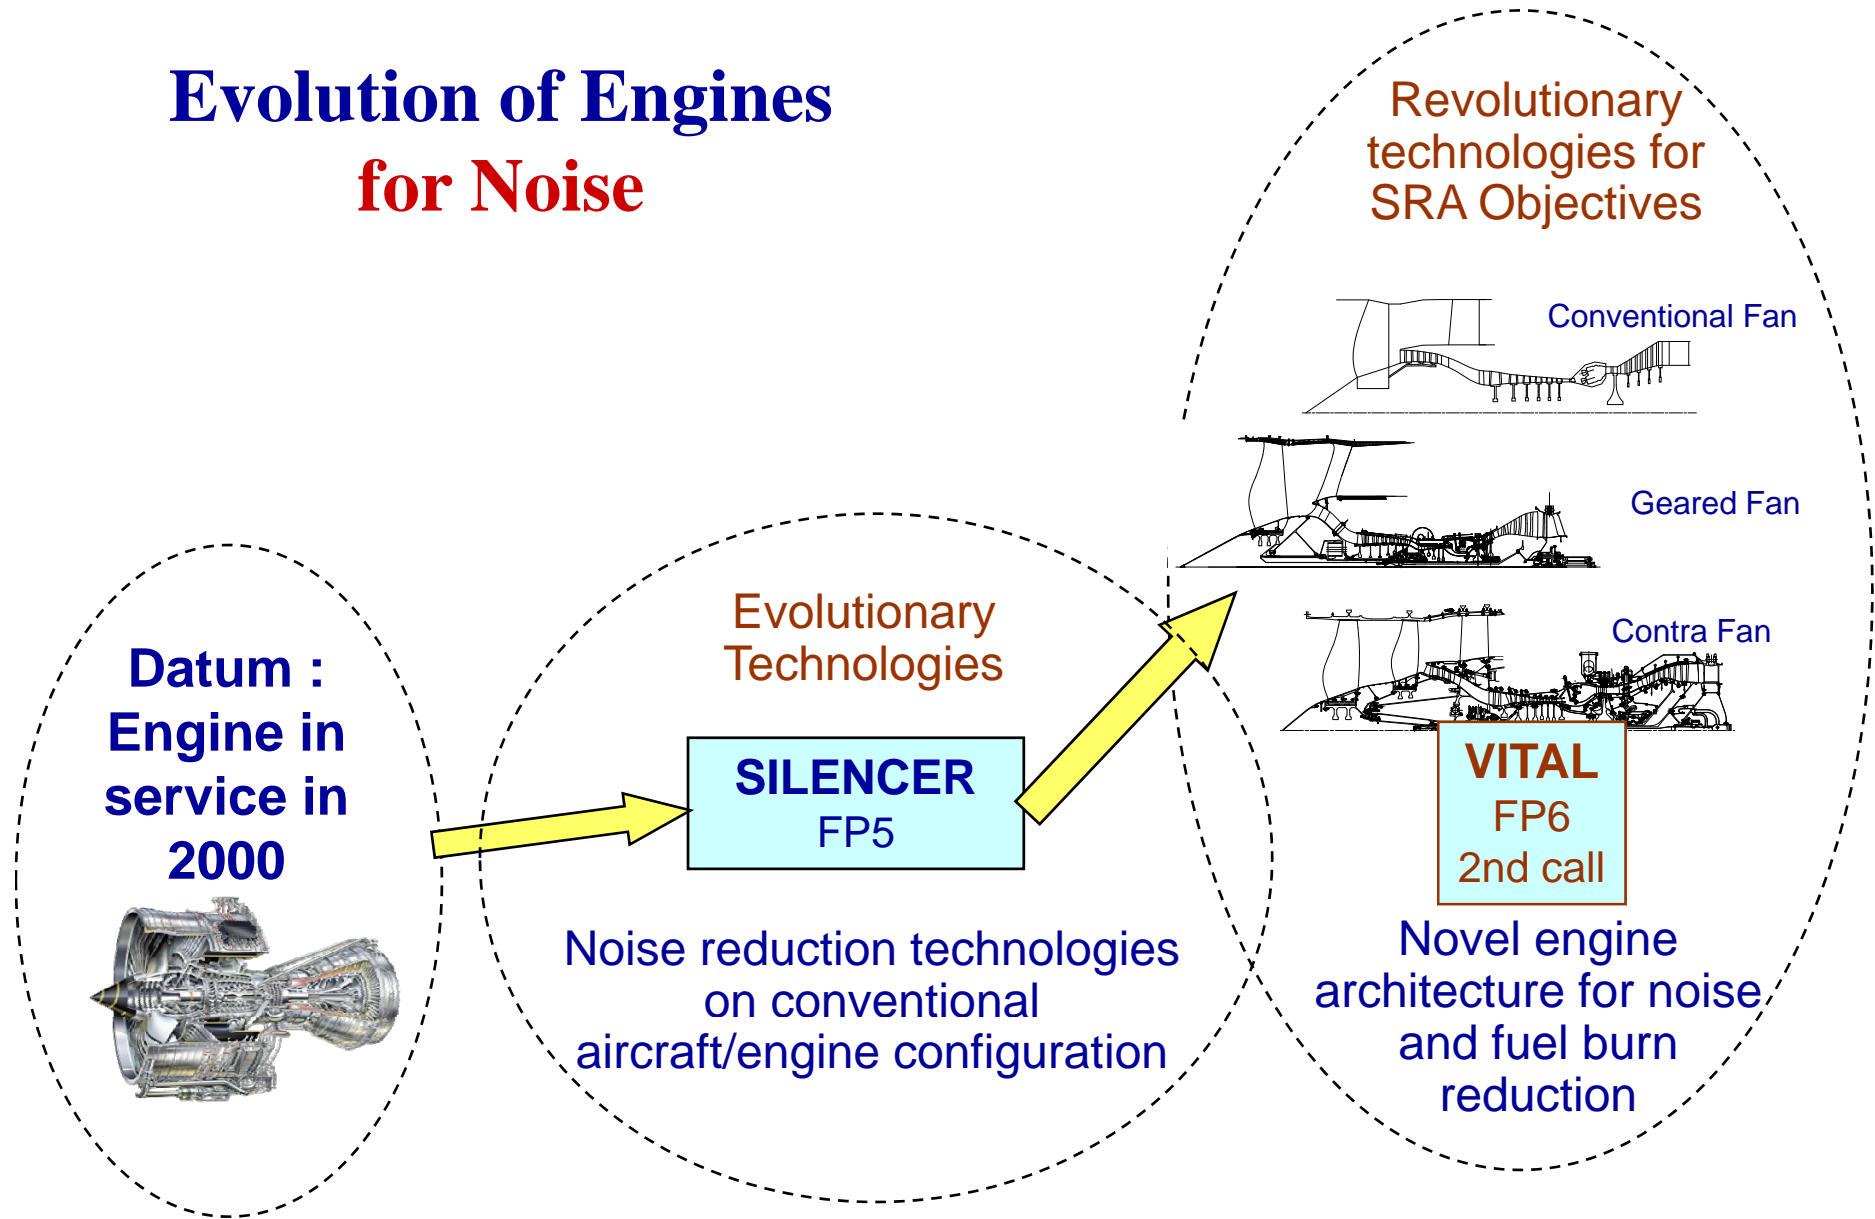 Evolution of Engines
for Noise
Datum :
Engine in
service in
2000
Evolutionary
Technologies
SILENCER
FP5
Noise reduction technologies
on conventional
aircraft/engine configuration
Revolutionary
technologies for
SRA Objectives
Conventional Fan
Geared Fan
Contra Fan
VITAL
FP6
2nd call
Novel engine
architecture for noise
and fuel burn
reduction